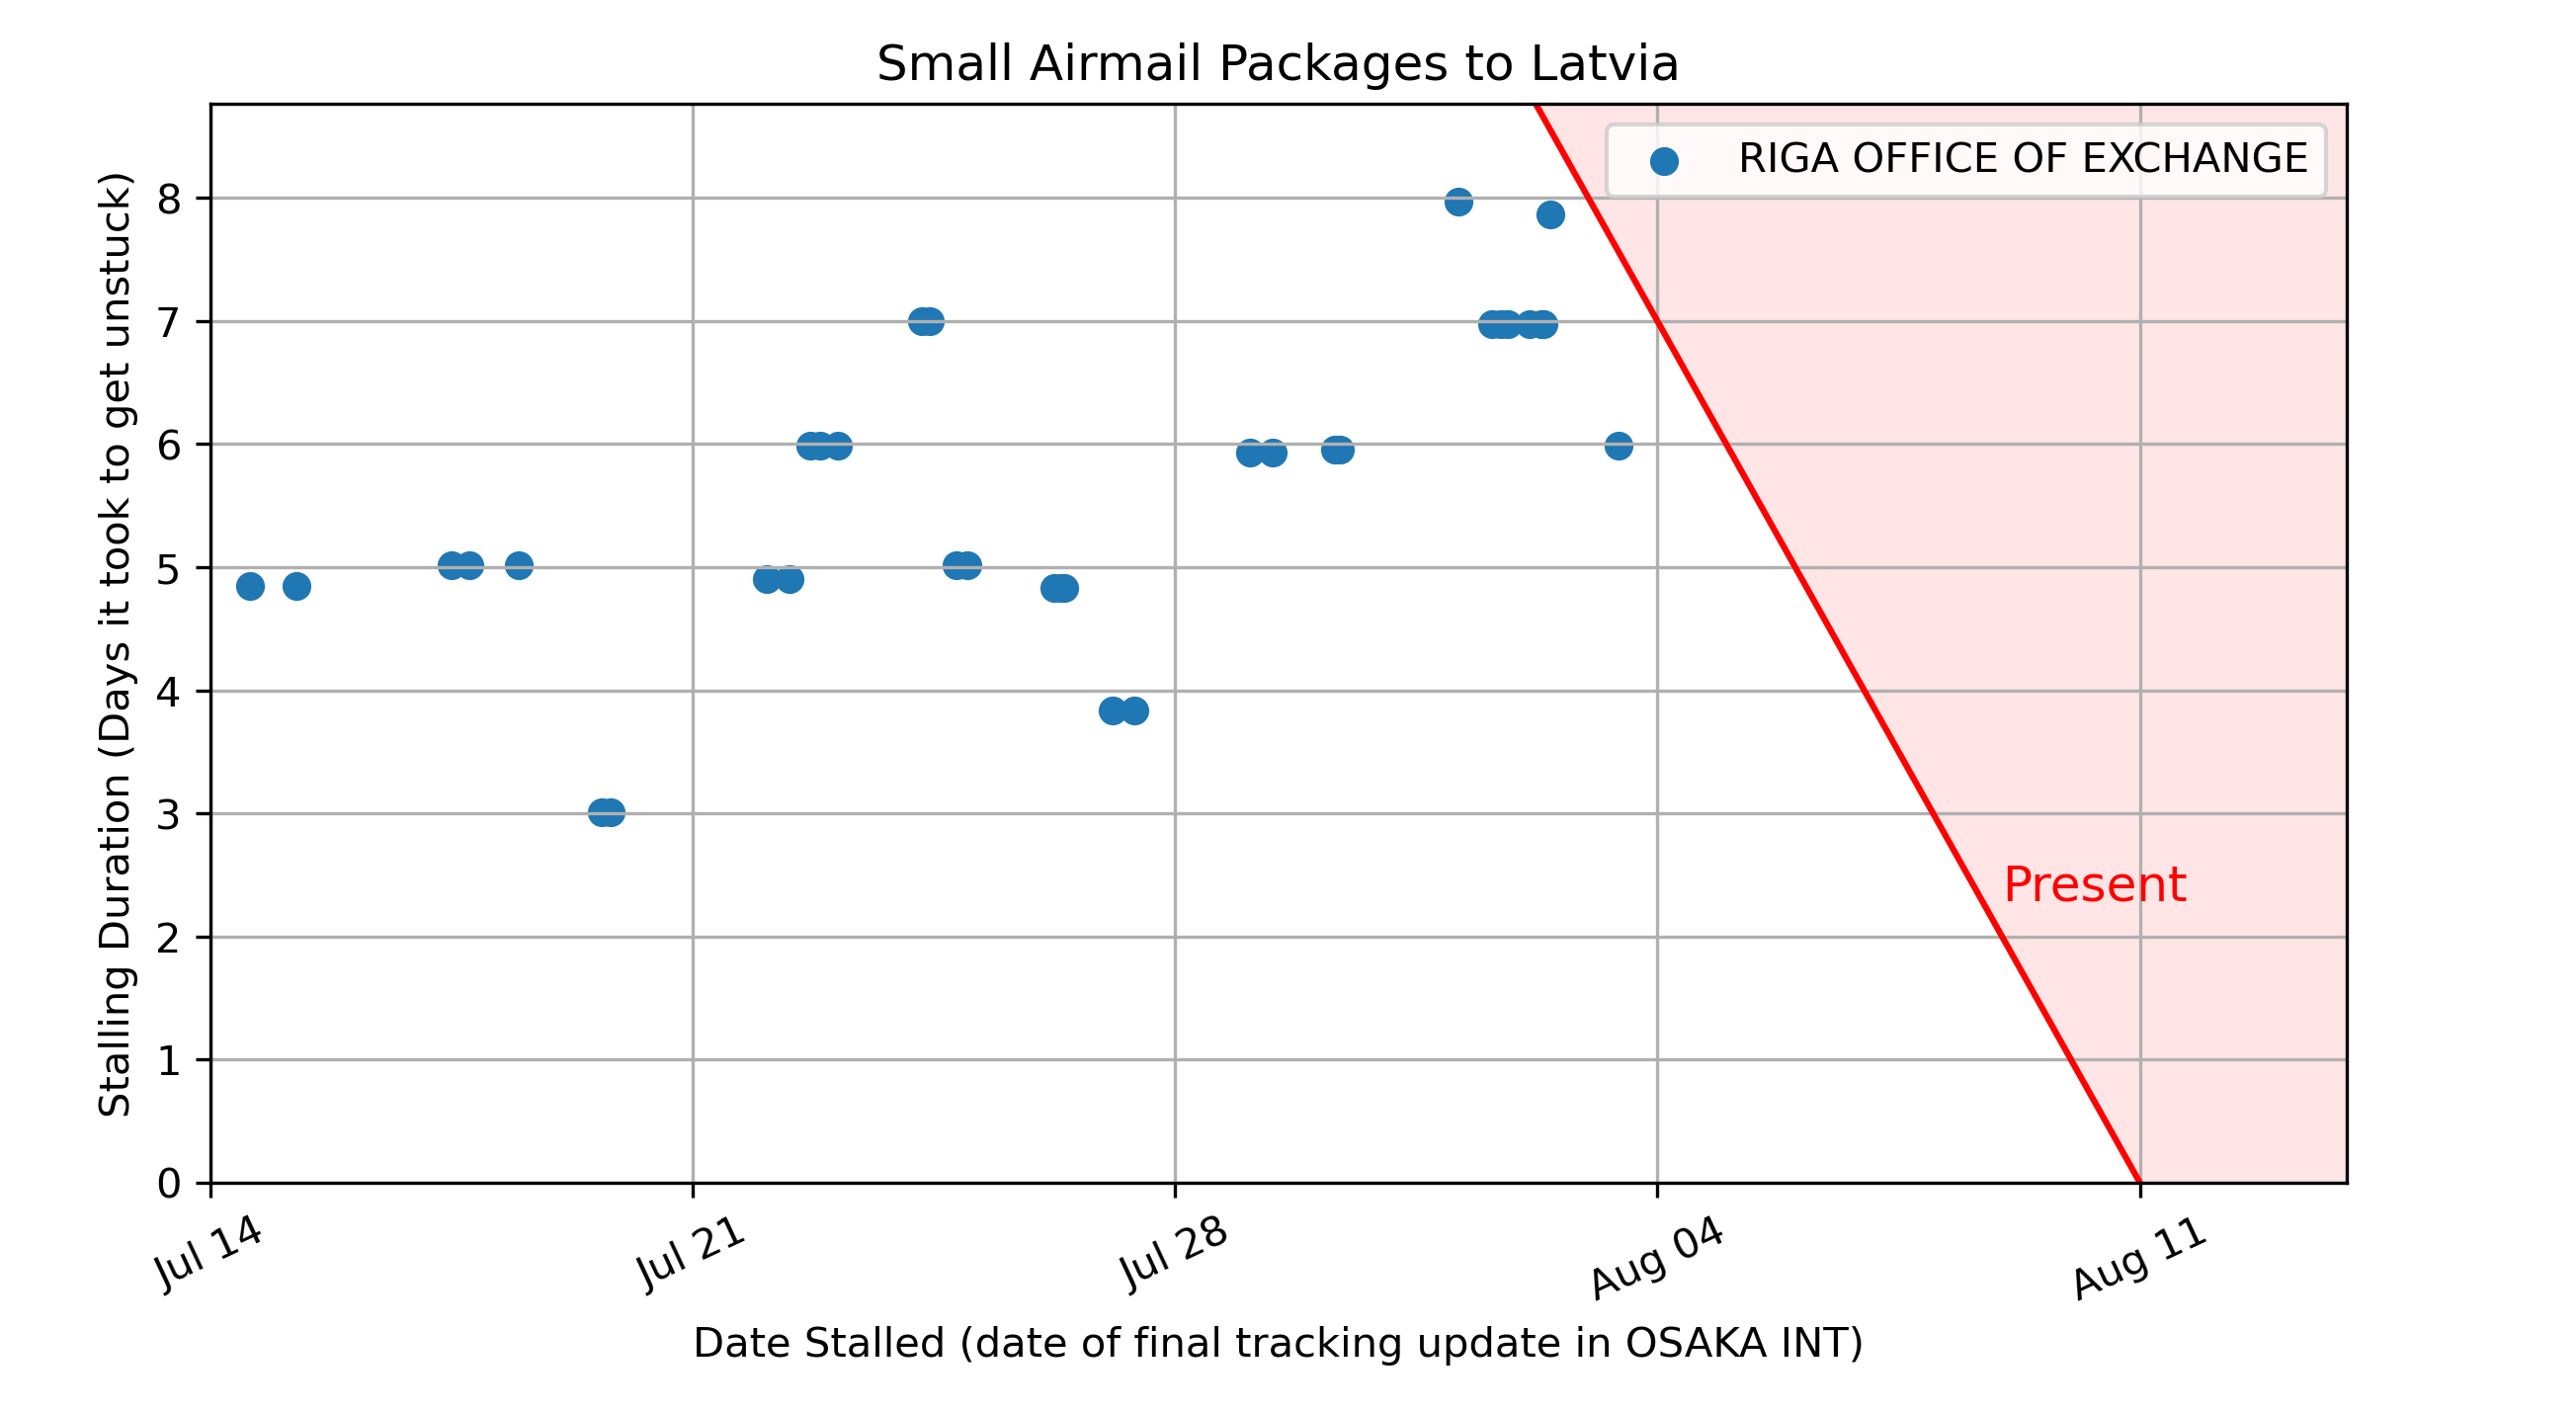 Small Airmail Packages to Latvia
RIGA OFFICE OF EXCHANGE
Stalling Duration (Days it took to get unstuck)
8
7
6
5
4
3
2
1
0
Present
Jul 14
Jul 21
Jul 28
Aug 04
Aug 11
Date Stalled (date of final tracking update in OSAKA INT)